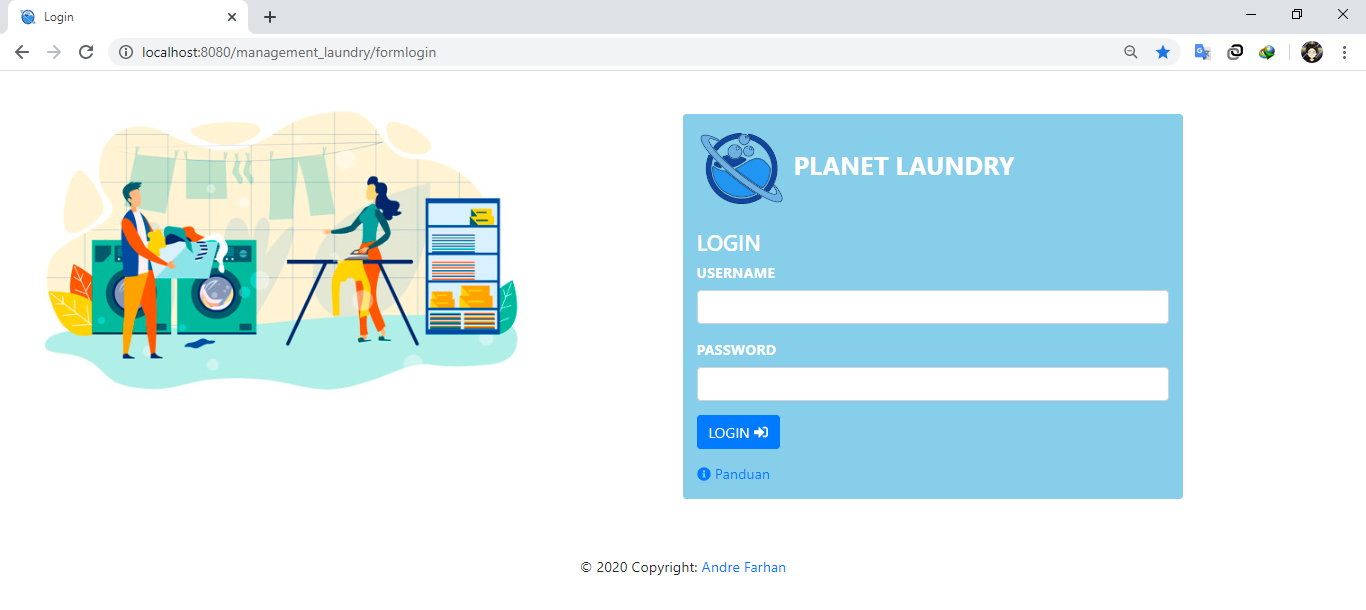 Login
localhost:8080/management_laundry/formlogin
PLANET LAUNDRY
LOGIN
USERNAME
PASSWORD
LOGIN
Panduan
© 2020 Copyright: Andre Farhan